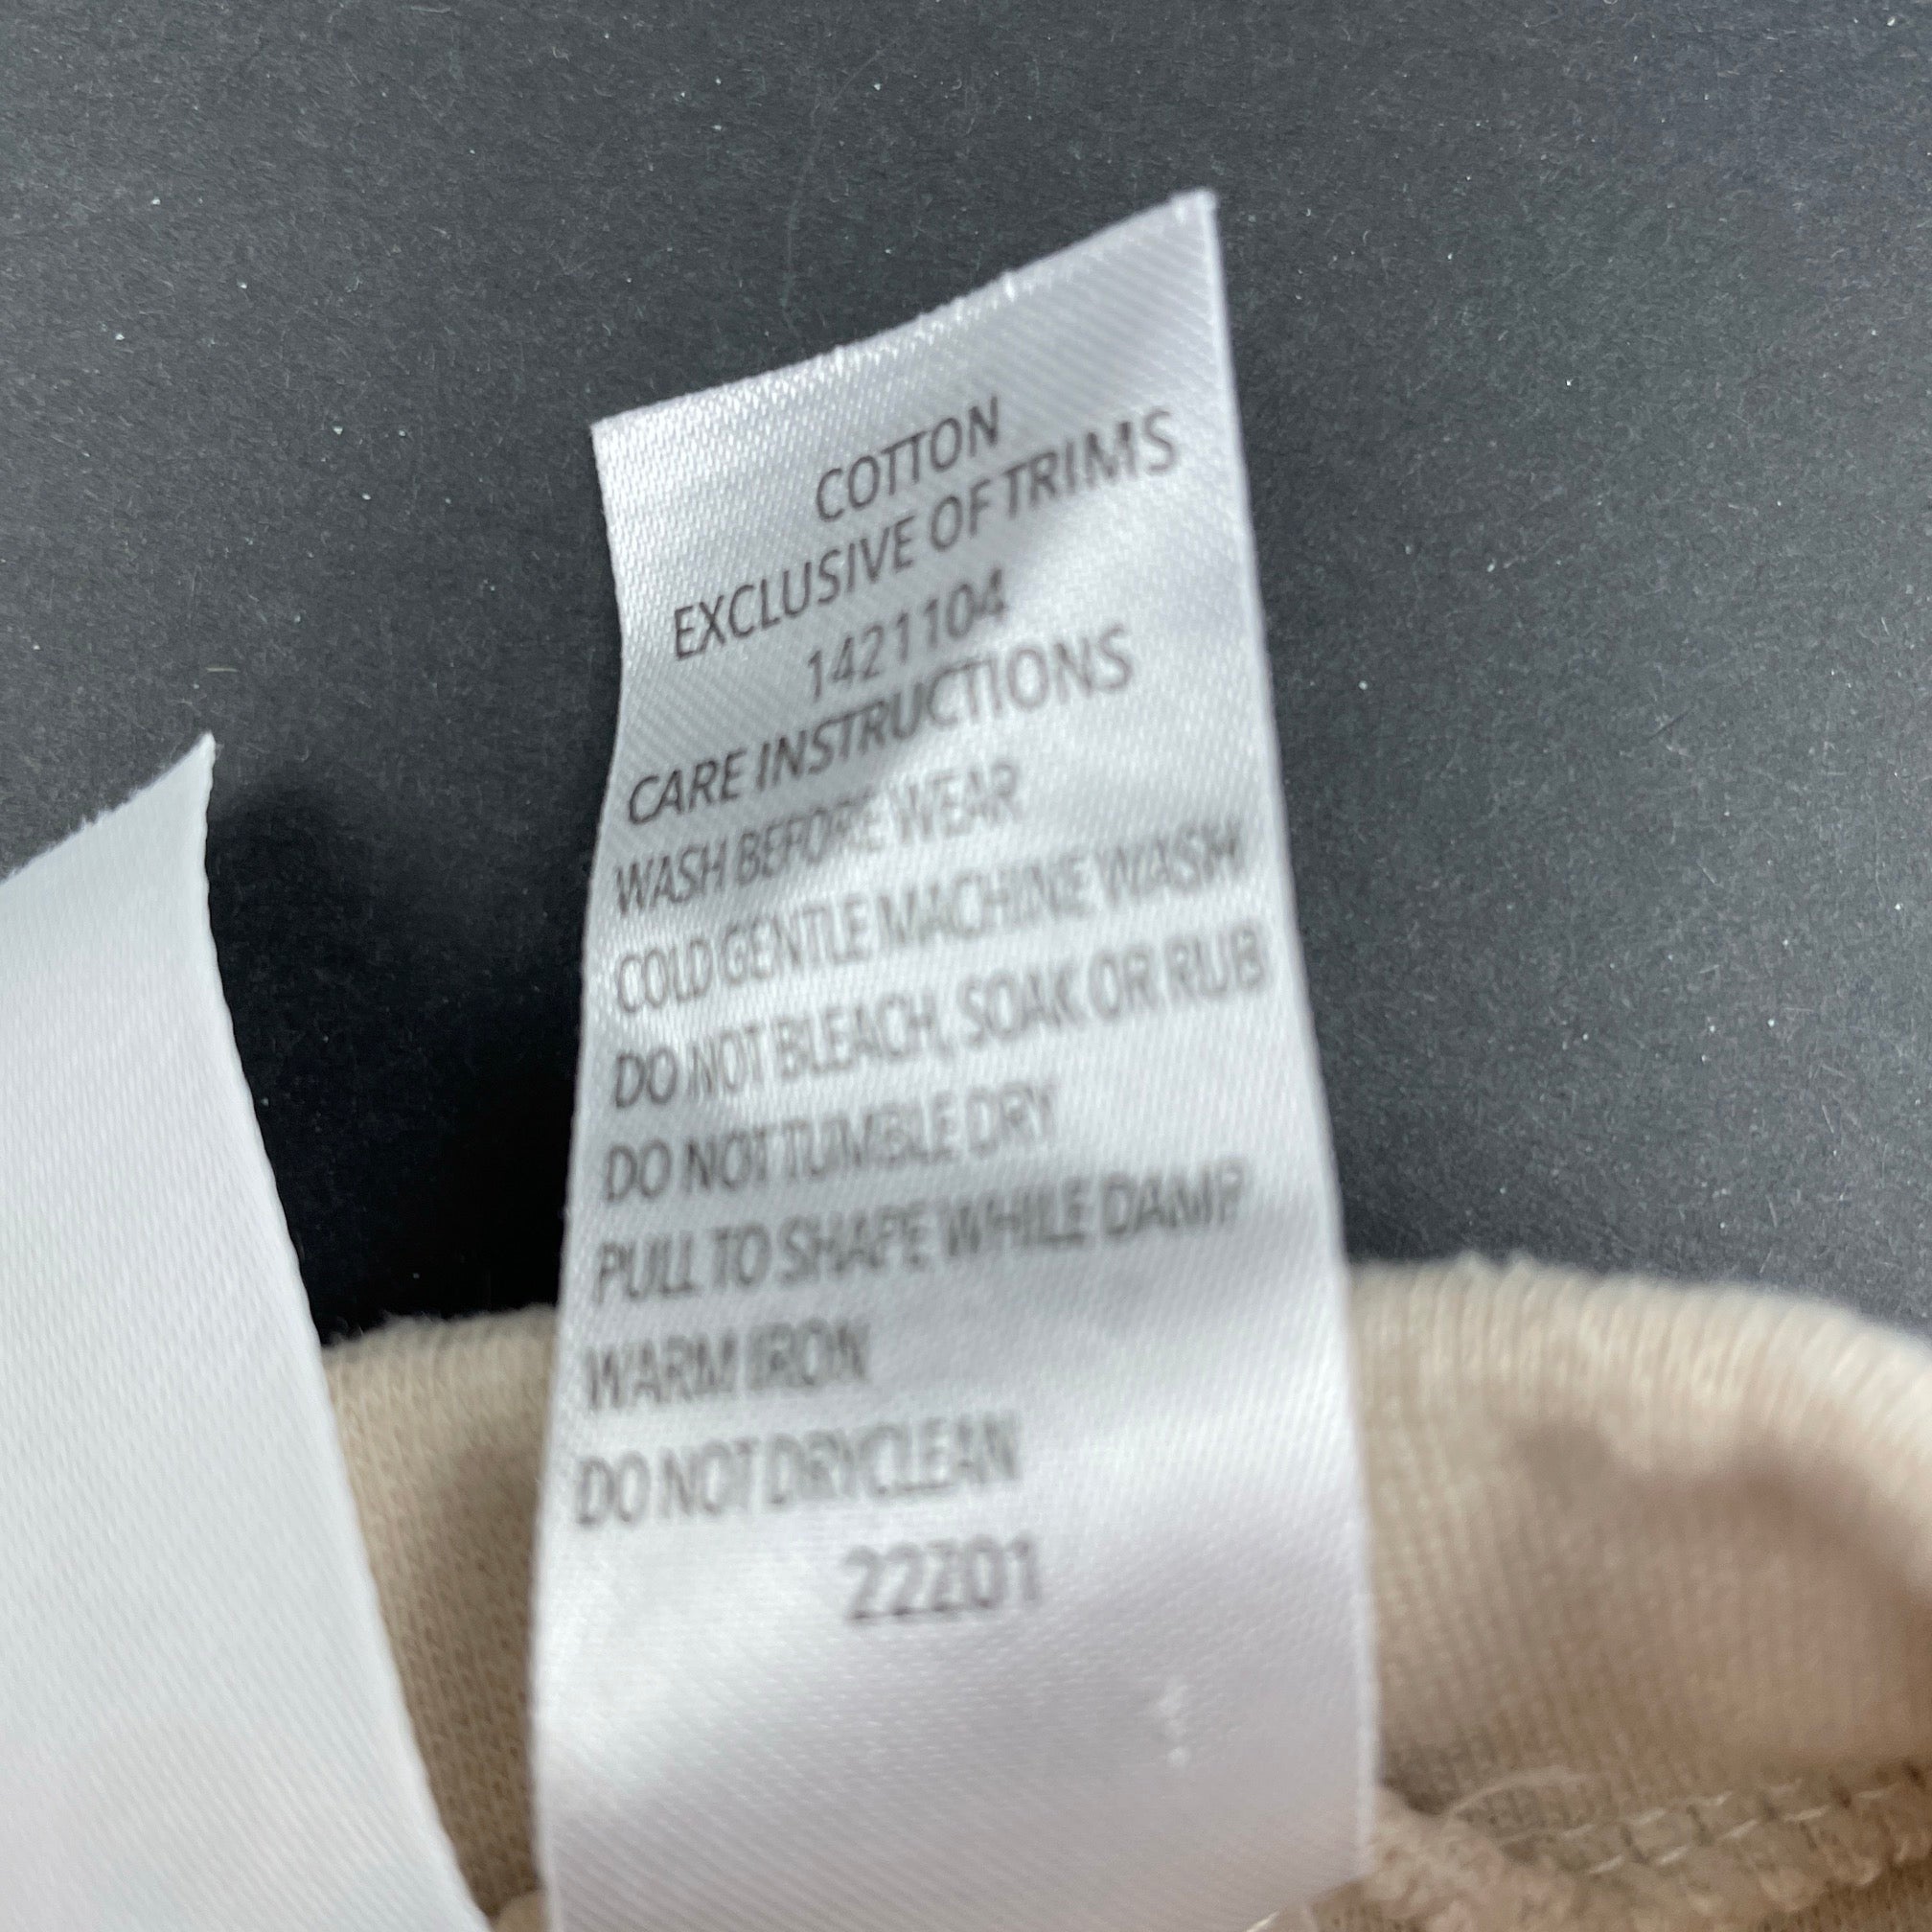 COTTON
EXCLUSIVE OF TRIMS
1421104
CARE INSTRUCTIONS
WASH BEFORE WEAR
COLD GENTLE MACHINE WASH
DO NOT BLEACH, SOAK OR RUB
DO NOT TUMBLE DRY
PULL TO SHAPE WHILE DAMP
WARM IRON
DO NOT DRYCLEAN
22Z01